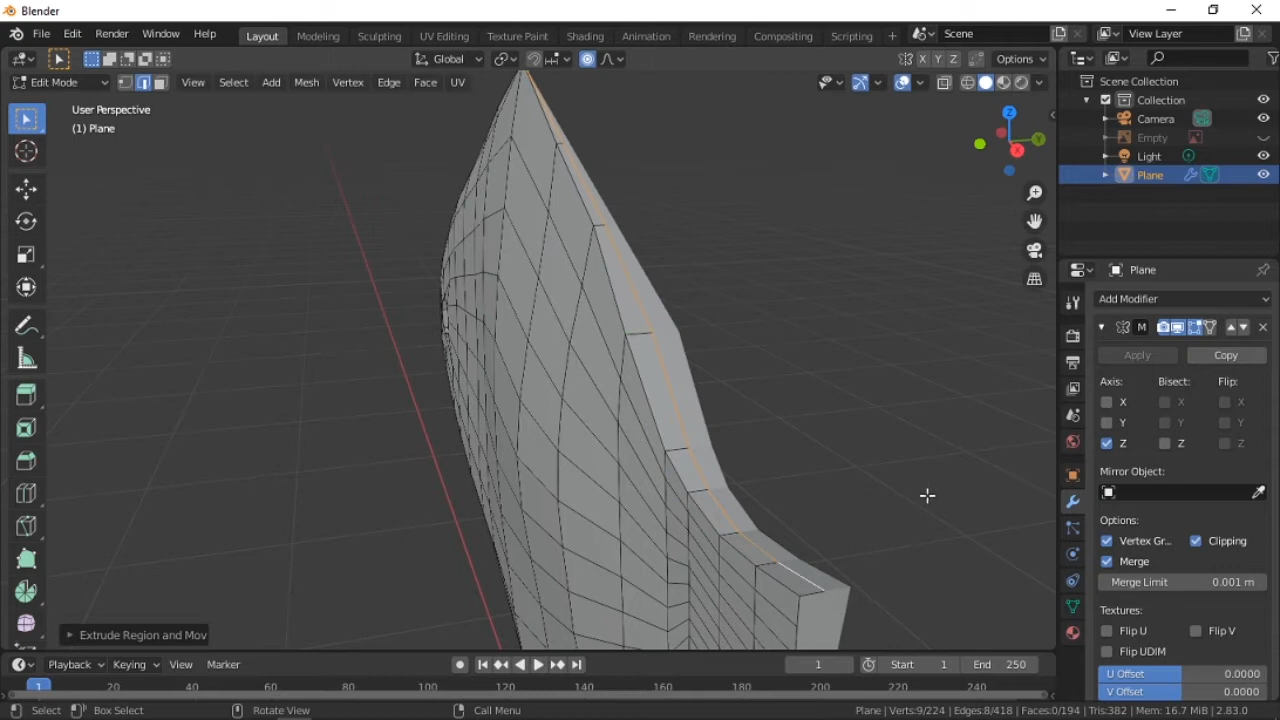 Blender
File Edit Render Window Help Layout Modeling Sculpting UV Editing Texture Paint Shading Animation Rendering Compositing Scripting + Scene View Layer
Global X Y Z Options
Edit Mode View Select Add Mesh Vertex Edge Face UV
User Perspective
(1) Plane
Z
Y
X
Scene Collection
Collection
Camera
Empty
Light
Plane
Plane
Add Modifier
M
Apply Copy
Axis: Bisect: Flip:
X X X
Y Y Y
Z Z Z
Mirror Object:
Options:
Vertex Gr... Clipping
Merge
Merge Limit 0.001 m
Textures:
Flip U Flip V
Flip UDIM
U Offset 0.0000
V Offset 0.0000
Extrude Region and Mov
Playback Keying View Marker 1 Start 1 End 250
1 20 40 60 80 100 120 140 160 180 200 220 240
Select Box Select Rotate View Call Menu Plane | Verts:9/224 | Edges:8/418 | Faces:0/194 | Tris:382 | Mem: 16.7 MiB | 2.83.0